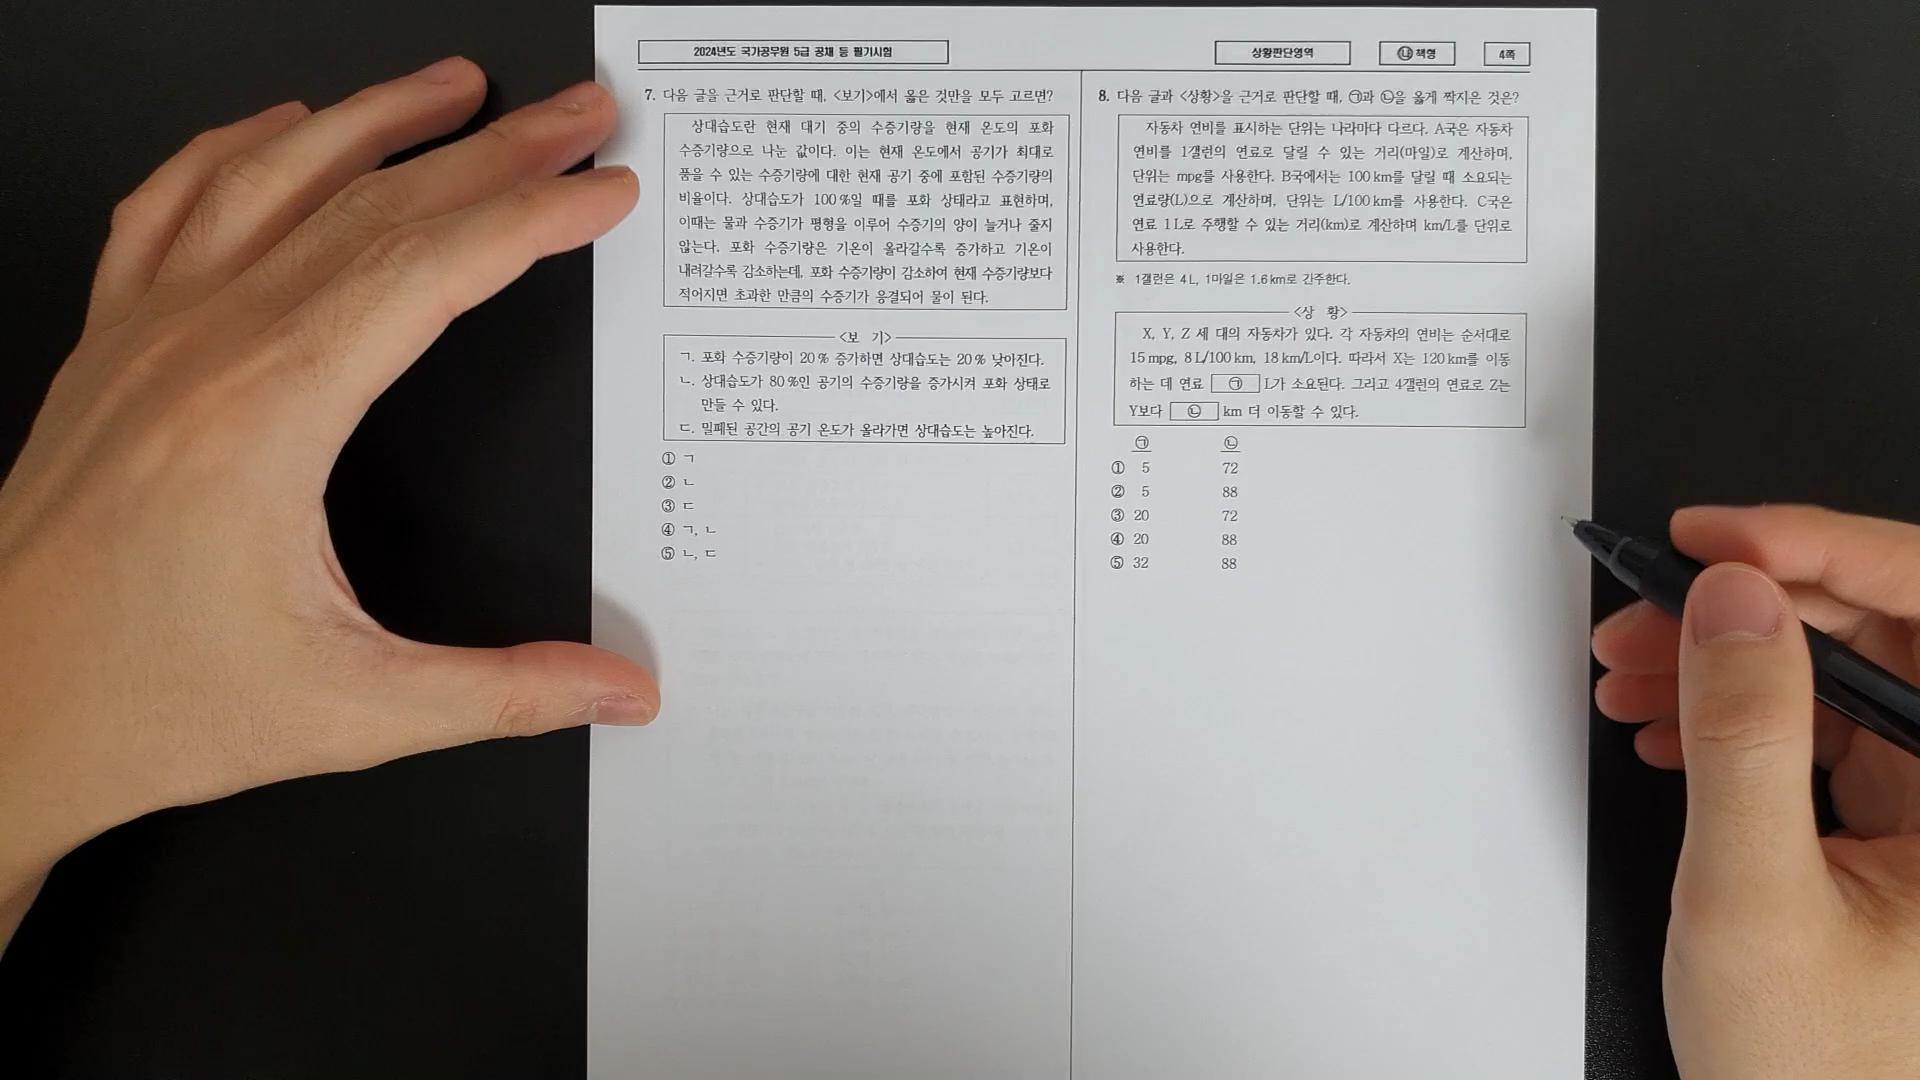 2024년도 국가공무원 5급 공채 등 필기시험
상황판단영역
㉯ 책형
4쪽
7. 다음 글을 근거로 판단할 때, <보기>에서 옳은 것만을 모두 고르면?
상대습도란 현재 대기 중의 수증기량을 현재 온도의 포화
수증기량으로 나눈 값이다. 이는 현재 온도에서 공기가 최대로
품을 수 있는 수증기량에 대한 현재 공기 중에 포함된 수증기량의
비율이다. 상대습도가 100 %일 때를 포화 상태라고 표현하며,
이때는 물과 수증기가 평형을 이루어 수증기의 양이 늘거나 줄지
않는다. 포화 수증기량은 기온이 올라갈수록 증가하고 기온이
내려갈수록 감소하는데, 포화 수증기량이 감소하여 현재 수증기량보다
적어지면 초과한 만큼의 수증기가 응결되어 물이 된다.
<보 기>
ㄱ. 포화 수증기량이 20 % 증가하면 상대습도는 20 % 낮아진다.
ㄴ. 상대습도가 80 %인 공기의 수증기량을 증가시켜 포화 상태로
만들 수 있다.
ㄷ. 밀폐된 공간의 공기 온도가 올라가면 상대습도는 높아진다.
① ㄱ
② ㄴ
③ ㄷ
④ ㄱ, ㄴ
⑤ ㄴ, ㄷ
8. 다음 글과 <상황>을 근거로 판단할 때, ㉠과 ㉡을 옳게 짝지은 것은?
자동차 연비를 표시하는 단위는 나라마다 다르다. A국은 자동차
연비를 1갤런의 연료로 달릴 수 있는 거리(마일)로 계산하며,
단위는 mpg를 사용한다. B국에서는 100 km를 달릴 때 소요되는
연료량(L)으로 계산하며, 단위는 L/100 km를 사용한다. C국은
연료 1 L로 주행할 수 있는 거리(km)로 계산하며 km/L를 단위로
사용한다.
※ 1갤런은 4 L, 1마일은 1.6 km로 간주한다.
<상 황>
X, Y, Z 세 대의 자동차가 있다. 각 자동차의 연비는 순서대로
15 mpg, 8 L/100 km, 18 km/L이다. 따라서 X는 120 km를 이동
하는 데 연료 ㉠ L가 소요된다. 그리고 4갤런의 연료로 Z는
Y보다 ㉡ km 더 이동할 수 있다.
㉠ ㉡
① 5 72
② 5 88
③ 20 72
④ 20 88
⑤ 32 88